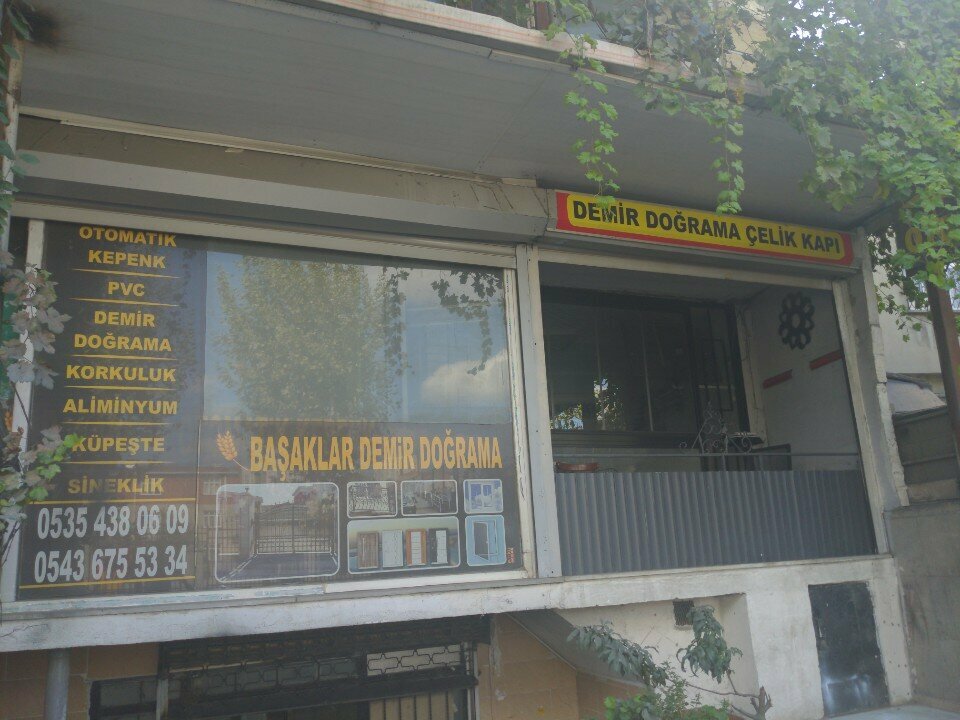 OTOMATİK
KEPENK
PVC
DEMİR
DOĞRAMA
KORKULUK
ALİMİNYUM
KÜPEŞTE
SİNEKLİK
0535 438 06 09
0543 675 53 34
BAŞAKLAR DEMİR DOĞRAMA
DEMİR DOĞRAMA ÇELİK KAPI